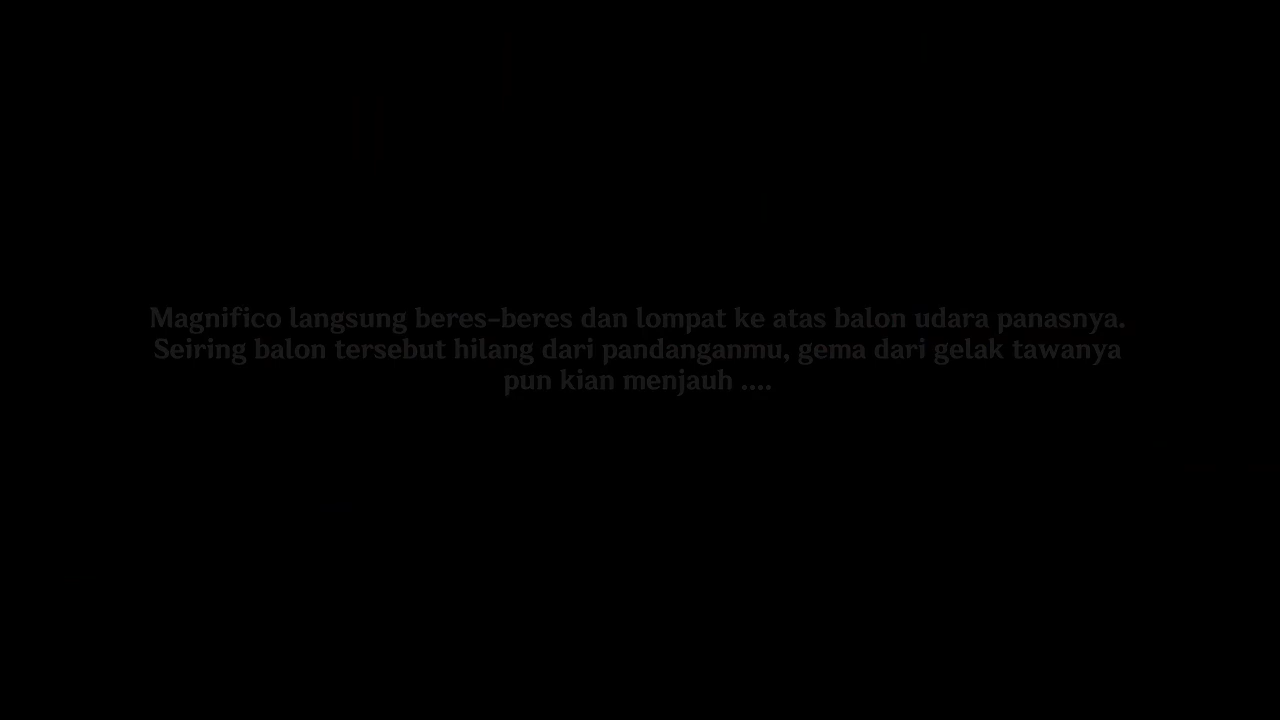 Magnifico langsung beres-beres dan lompat ke atas balon udara panasnya.
Seiring balon tersebut hilang dari pandanganmu, gema dari gelak tawanya
pun kian menjauh ....